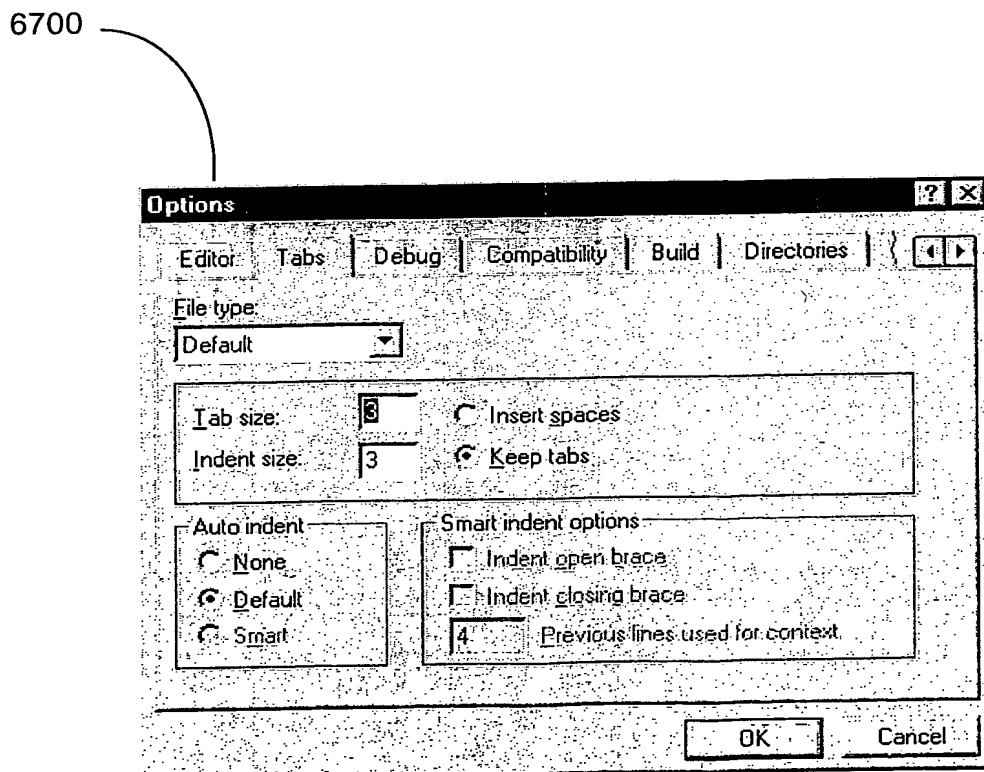 6700
Options
Editor Tabs Debug Compatibility Build Directories
File type:
Default
Tab size: 3 Insert spaces
Indent size: 3 Keep tabs
Auto indent
None
Default
Smart
Smart indent options
Indent open brace
Indent closing brace
4 Previous lines used for context
OK Cancel